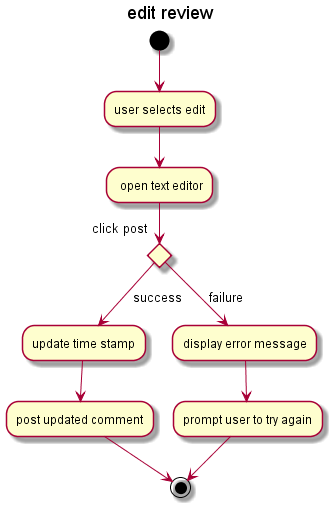 edit review
user selects edit
open text editor
click post
success
failure
update time stamp
display error message
post updated comment
prompt user to try again